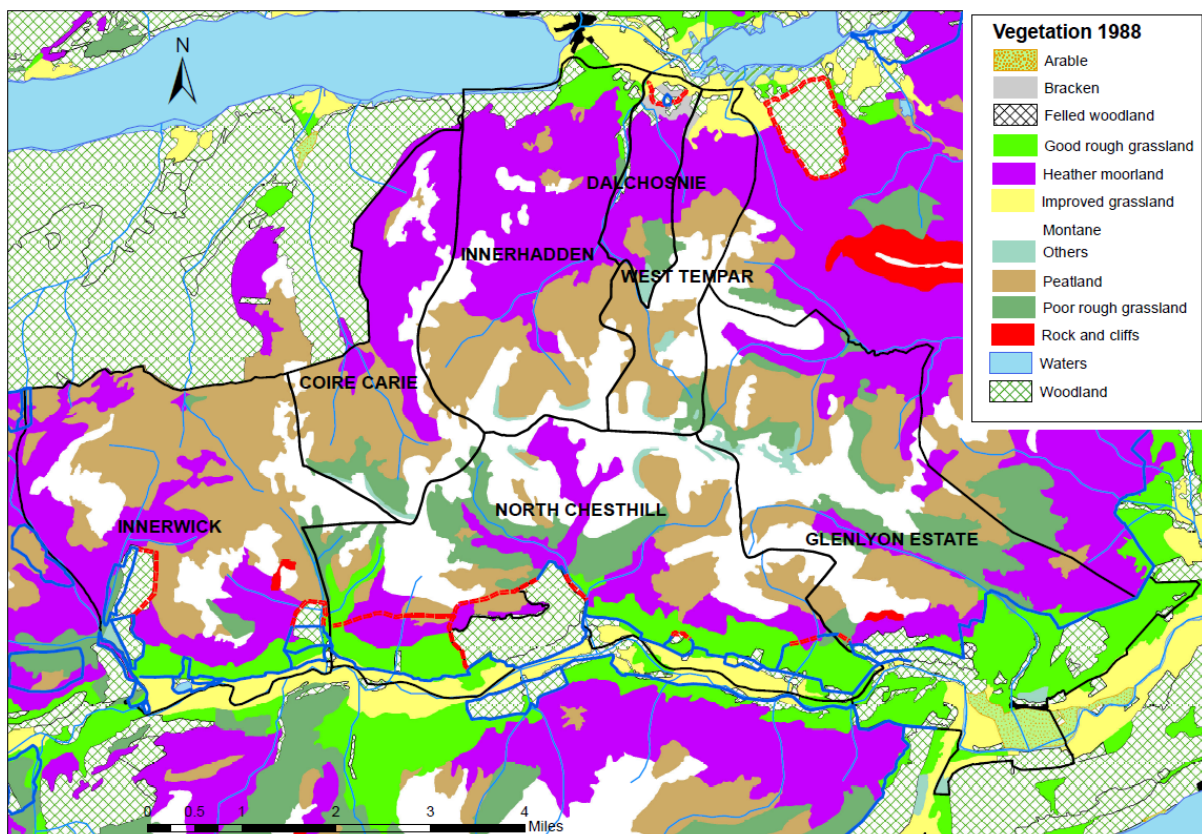 N
DALCHOSNIE
INNERHADDEN
WEST TEMPAR
COIRE CARIE
NORTH CHESTHILL
INNERWICK
GLENLYON ESTATE
0 0.5 1 2 3 4
Miles
Vegetation 1988
Arable
Bracken
Felled woodland
Good rough grassland
Heather moorland
Improved grassland
Montane
Others
Peatland
Poor rough grassland
Rock and cliffs
Waters
Woodland